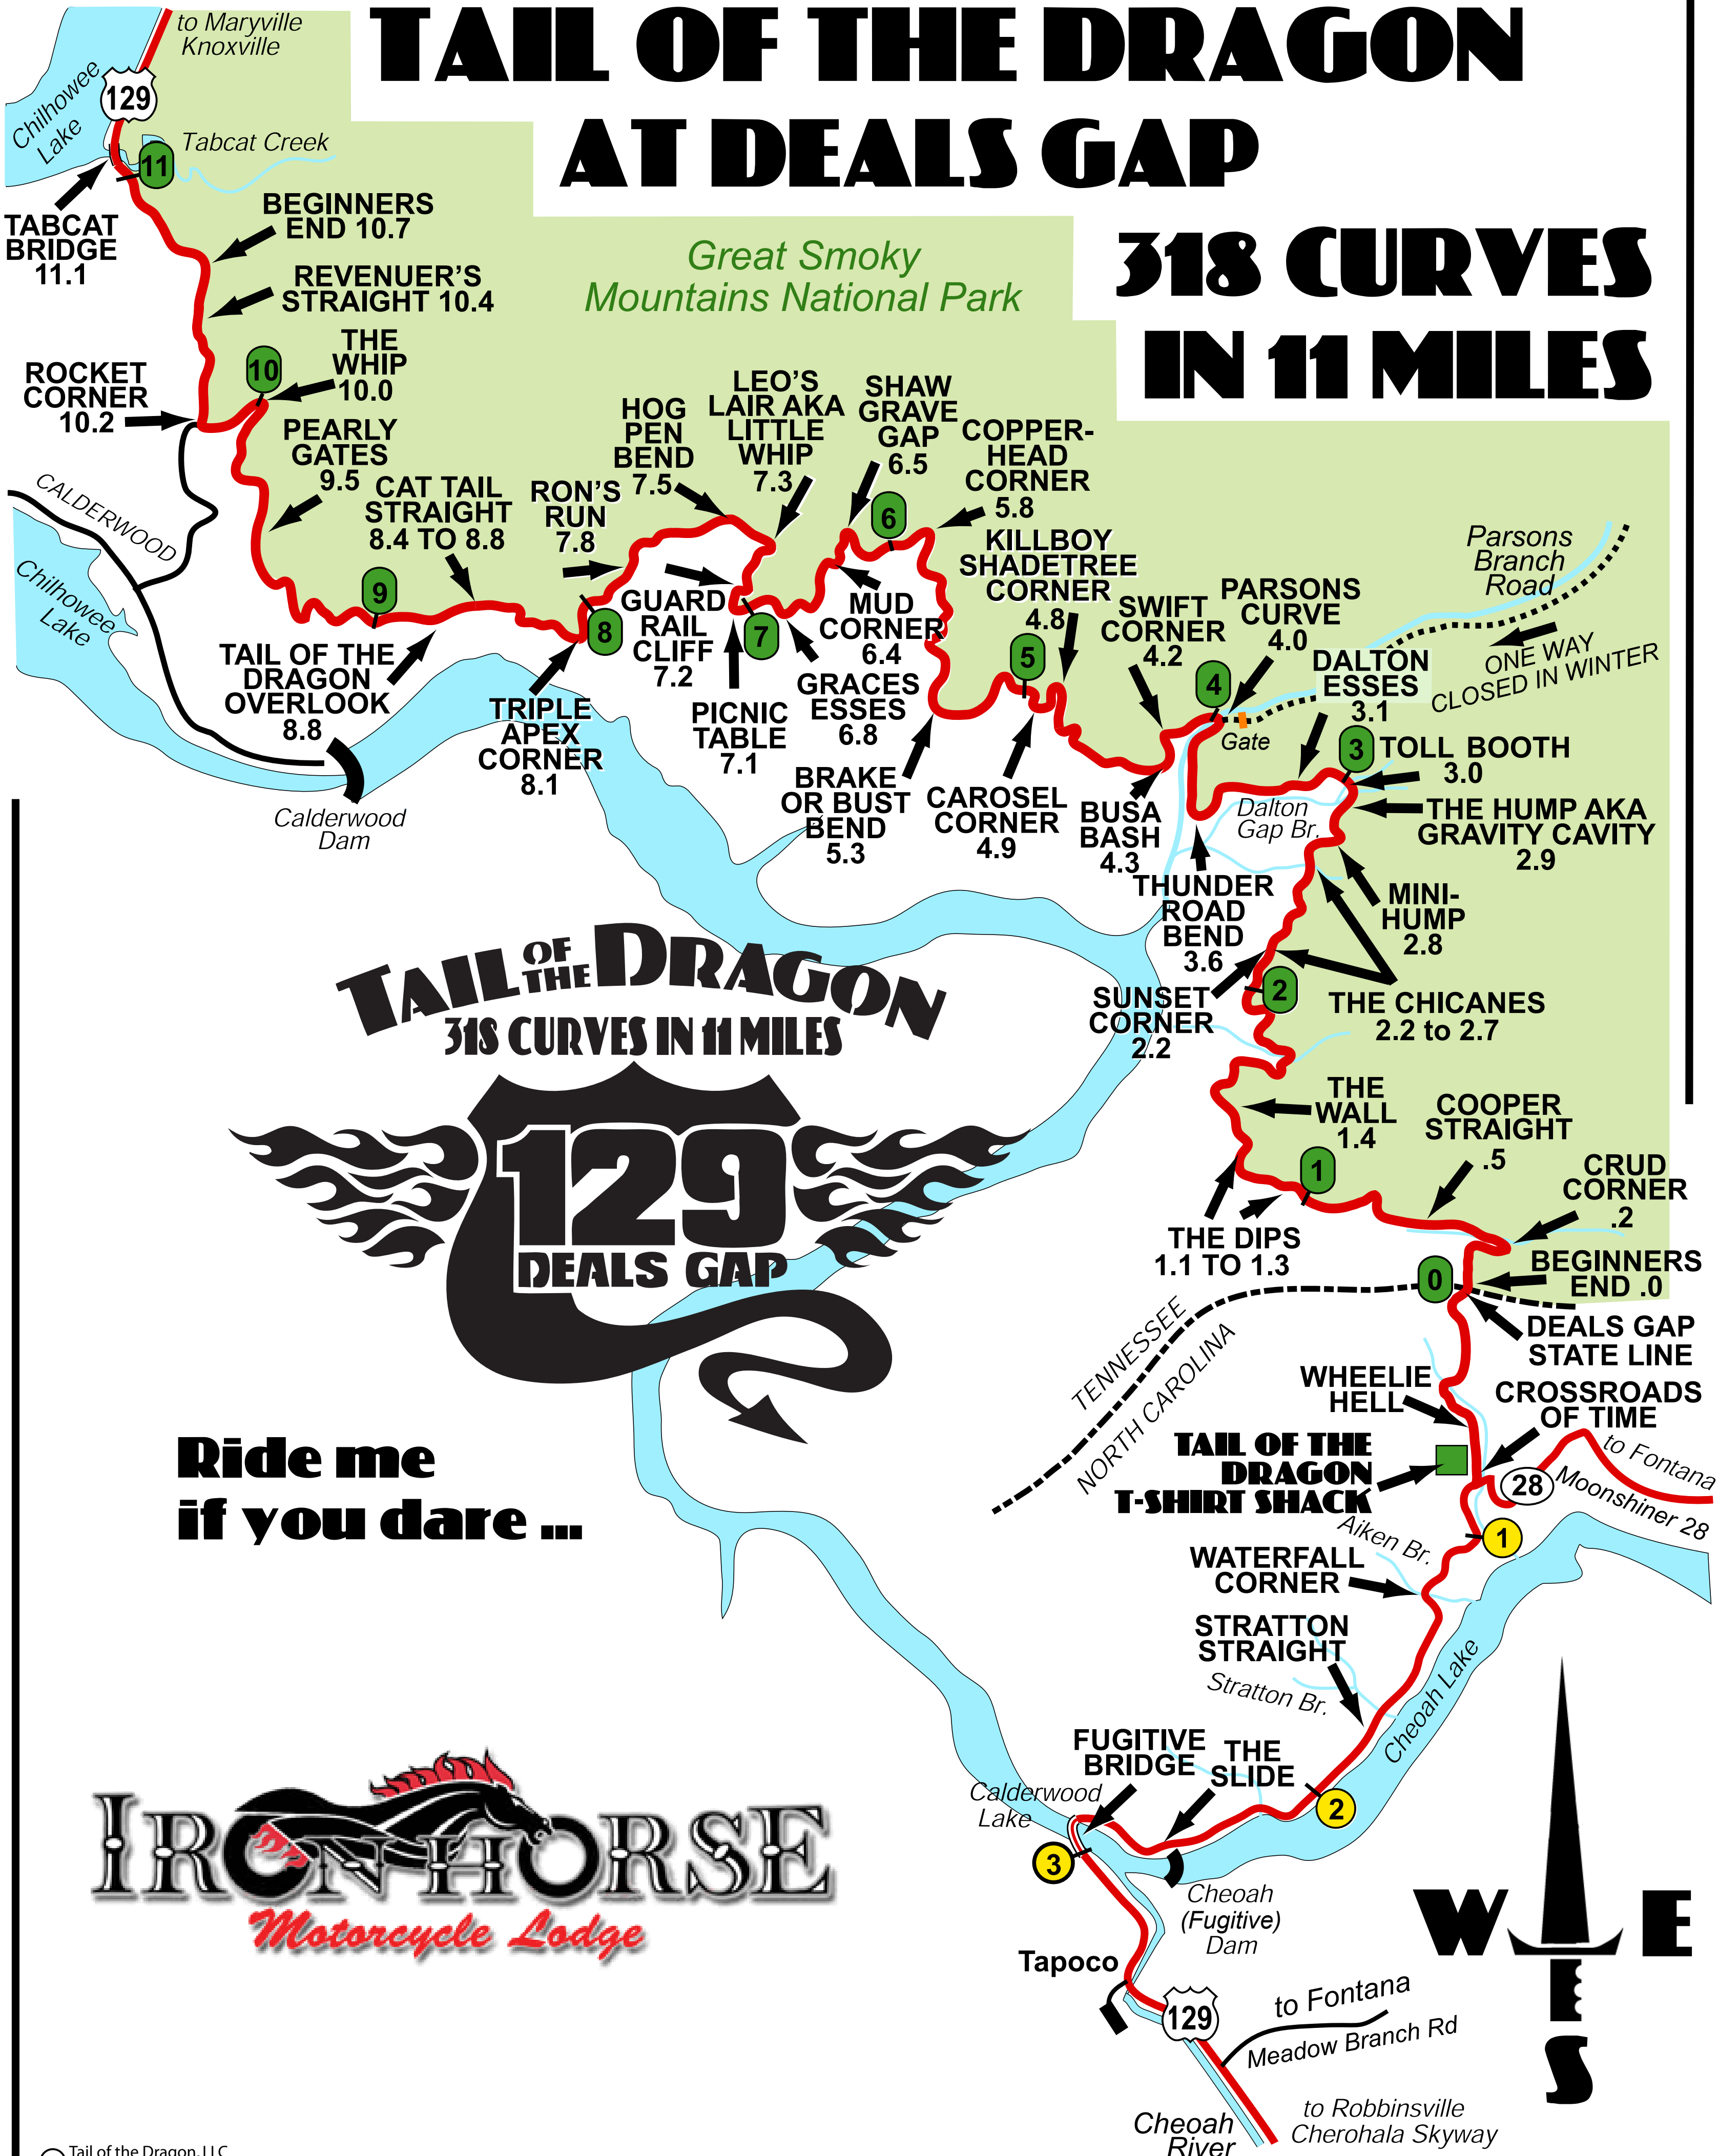 TAIL OF THE DRAGON
AT DEALS GAP
318 CURVES
IN 11 MILES
to Maryville
Knoxville
129
Chilhowee
Lake
Tabcat Creek
11
TABCAT
BRIDGE
11.1
BEGINNERS
END 10.7
REVENUER'S
STRAIGHT 10.4
Great Smoky
Mountains National Park
THE
WHIP
10.0
10
ROCKET
CORNER
10.2
PEARLY
GATES
9.5
CAT TAIL
STRAIGHT
8.4 TO 8.8
RON'S
RUN
7.8
HOG
PEN
BEND
7.5
LEO'S
LAIR AKA
LITTLE
WHIP
7.3
SHAW
GRAVE
GAP
6.5
6
COPPER-
HEAD
CORNER
5.8
KILLBOY
SHADETREE
CORNER
4.8
SWIFT
CORNER
4.2
PARSONS
CURVE
4.0
Parsons
Branch
Road
ONE WAY
CLOSED IN WINTER
CALDERWOOD
Chilhowee
Lake
9
8
7
5
4
Gate
GUARD
RAIL
CLIFF
7.2
MUD
CORNER
6.4
GRACES
ESSES
6.8
PICNIC
TABLE
7.1
TAIL OF THE
DRAGON
OVERLOOK
8.8
TRIPLE
APEX
CORNER
8.1
Calderwood
Dam
BRAKE
OR BUST
BEND
5.3
CAROSEL
CORNER
4.9
BUSA
BASH
4.3
DALTON
ESSES
3.1
3
TOLL BOOTH
3.0
Dalton
Gap Br.
THE HUMP AKA
GRAVITY CAVITY
2.9
MINI-
HUMP
2.8
THUNDER
ROAD
BEND
3.6
SUNSET
CORNER
2.2
2
THE CHICANES
2.2 to 2.7
TAIL OF THE DRAGON
318 CURVES IN 11 MILES
129
DEALS GAP
THE
WALL
1.4
COOPER
STRAIGHT
.5
1
CRUD
CORNER
.2
THE DIPS
1.1 TO 1.3
0
BEGINNERS
END .0
DEALS GAP
STATE LINE
TENNESSEE
NORTH CAROLINA
WHEELIE
HELL
CROSSROADS
OF TIME
TAIL OF THE
DRAGON
T-SHIRT SHACK
28
to Fontana
Moonshiner 28
1
Aiken Br.
WATERFALL
CORNER
STRATTON
STRAIGHT
Stratton Br.
Cheoah Lake
Ride me
if you dare ...
FUGITIVE
BRIDGE
THE
SLIDE
2
Calderwood
Lake
3
Cheoah
(Fugitive)
Dam
Tapoco
129
to Fontana
Meadow Branch Rd
to Robbinsville
Cherohala Skyway
Cheoah
River
IRON HORSE
Motorcycle Lodge
W E
S
Tail of the Dragon, LLC